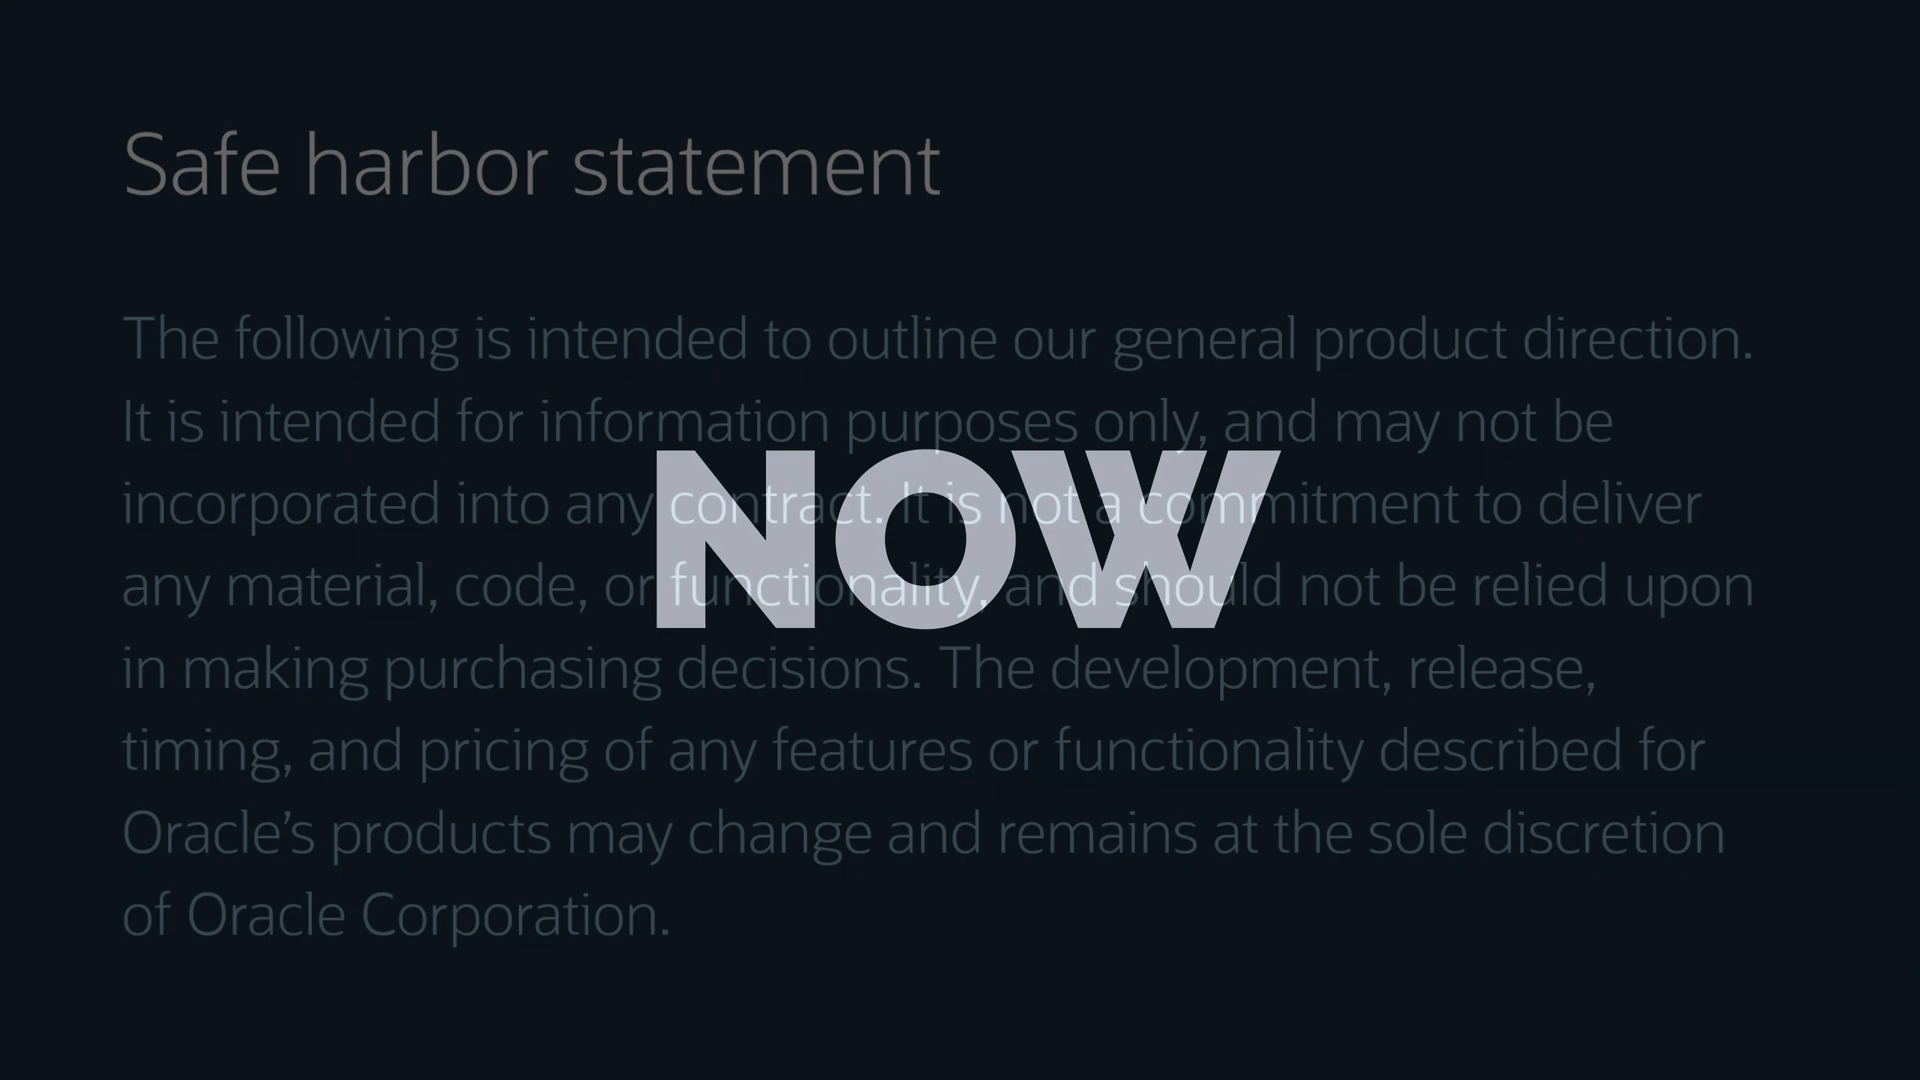 Safe harbor statement
The following is intended to outline our general product direction.
It is intended for information purposes only, and may not be
incorporated into any contract. It is not a commitment to deliver
NOW
any material, code, or functionality, and should not be relied upon
in making purchasing decisions. The development, release,
timing, and pricing of any features or functionality described for
Oracle’s products may change and remains at the sole discretion
of Oracle Corporation.